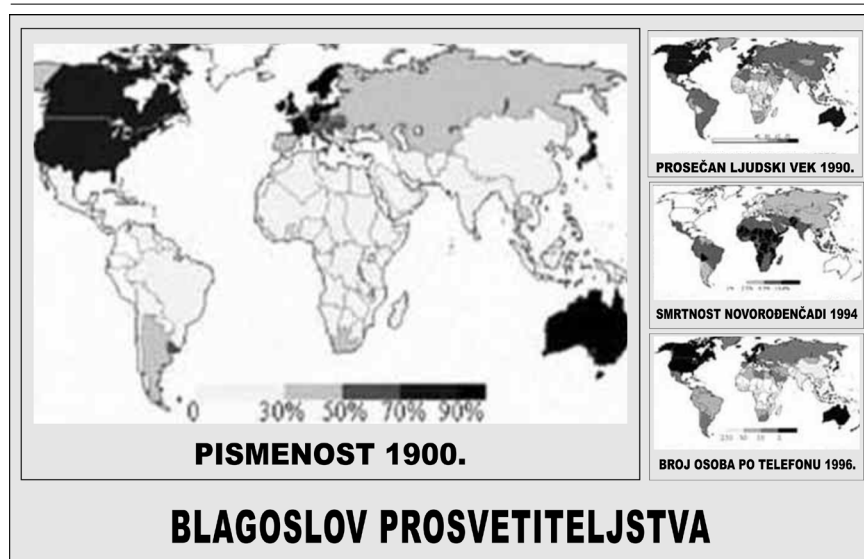 0 30% 50% 70% 90%
PISMENOST 1900.
PROSEČAN LJUDSKI VEK 1990.
SMRTNOST NOVOROĐENČADI 1994
BROJ OSOBA PO TELEFONU 1996.
BLAGOSLOV PROSVETITELJSTVA